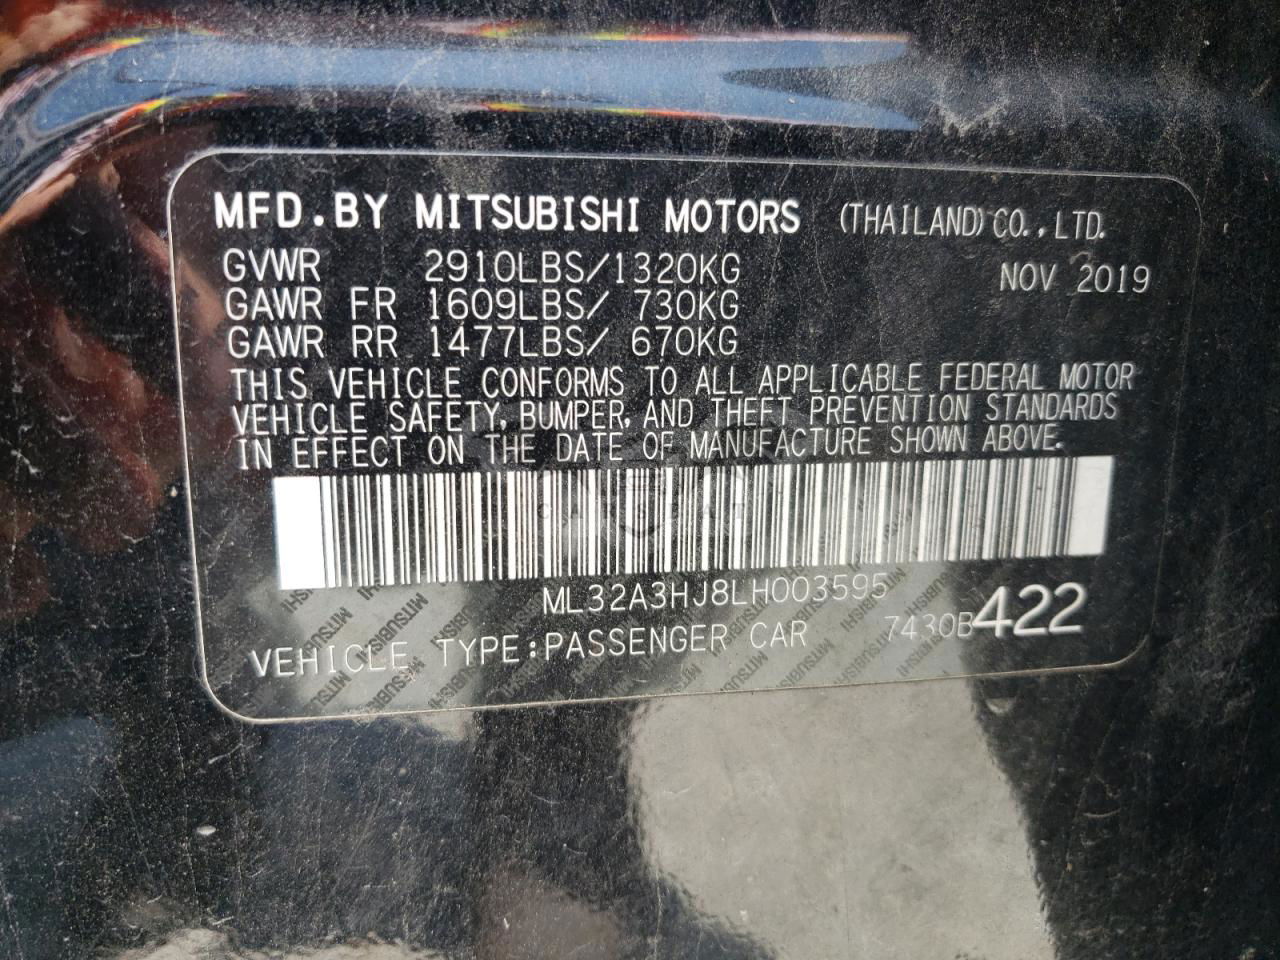 MFD.BY MITSUBISHI MOTORS (THAILAND) CO.,LTD.
GVWR 2910LBS/1320KG NOV 2019
GAWR FR 1609LBS/ 730KG
GAWR RR 1477LBS/ 670KG
THIS VEHICLE CONFORMS TO ALL APPLICABLE FEDERAL MOTOR
VEHICLE SAFETY, BUMPER, AND THEFT PREVENTION STANDARDS
IN EFFECT ON THE DATE OF MANUFACTURE SHOWN ABOVE.
ML32A3HJ8LH003595
7430B422
VEHICLE TYPE:PASSENGER CAR
MITSUBISHI